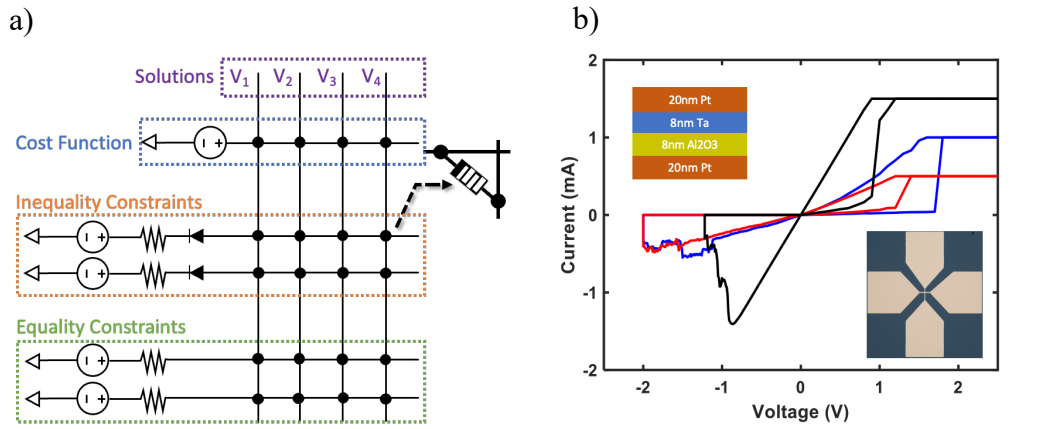 a)
Solutions V1 V2 V3 V4
Cost Function
Inequality Constraints
Equality Constraints
b)
Current (mA)
2
1
0
-1
-2
20nm Pt
8nm Ta
8nm Al2O3
20nm Pt
-2 -1 0 1 2
Voltage (V)